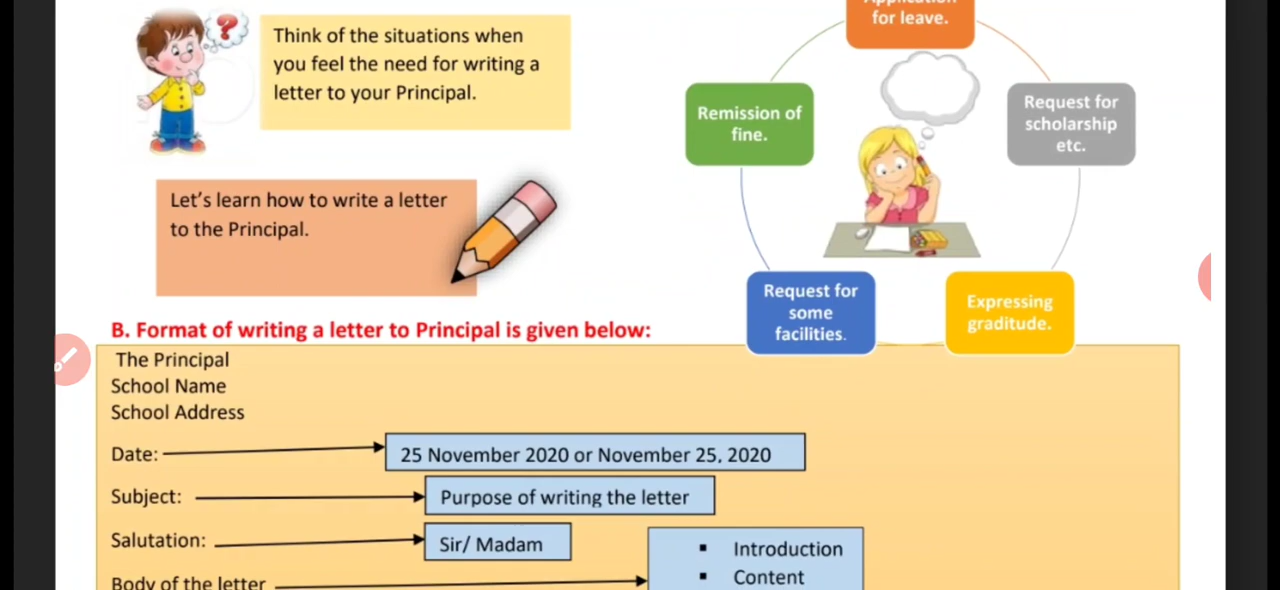 Think of the situations when
you feel the need for writing a
letter to your Principal.
Let's learn how to write a letter
to the Principal.
Application
for leave.
Remission of
fine.
Request for
scholarship
etc.
Request for
some
facilities.
Expressing
graditude.
B. Format of writing a letter to Principal is given below:
The Principal
School Name
School Address
Date:
25 November 2020 or November 25, 2020
Subject:
Purpose of writing the letter
Salutation:
Sir/ Madam
Body of the letter
▪ Introduction
▪ Content